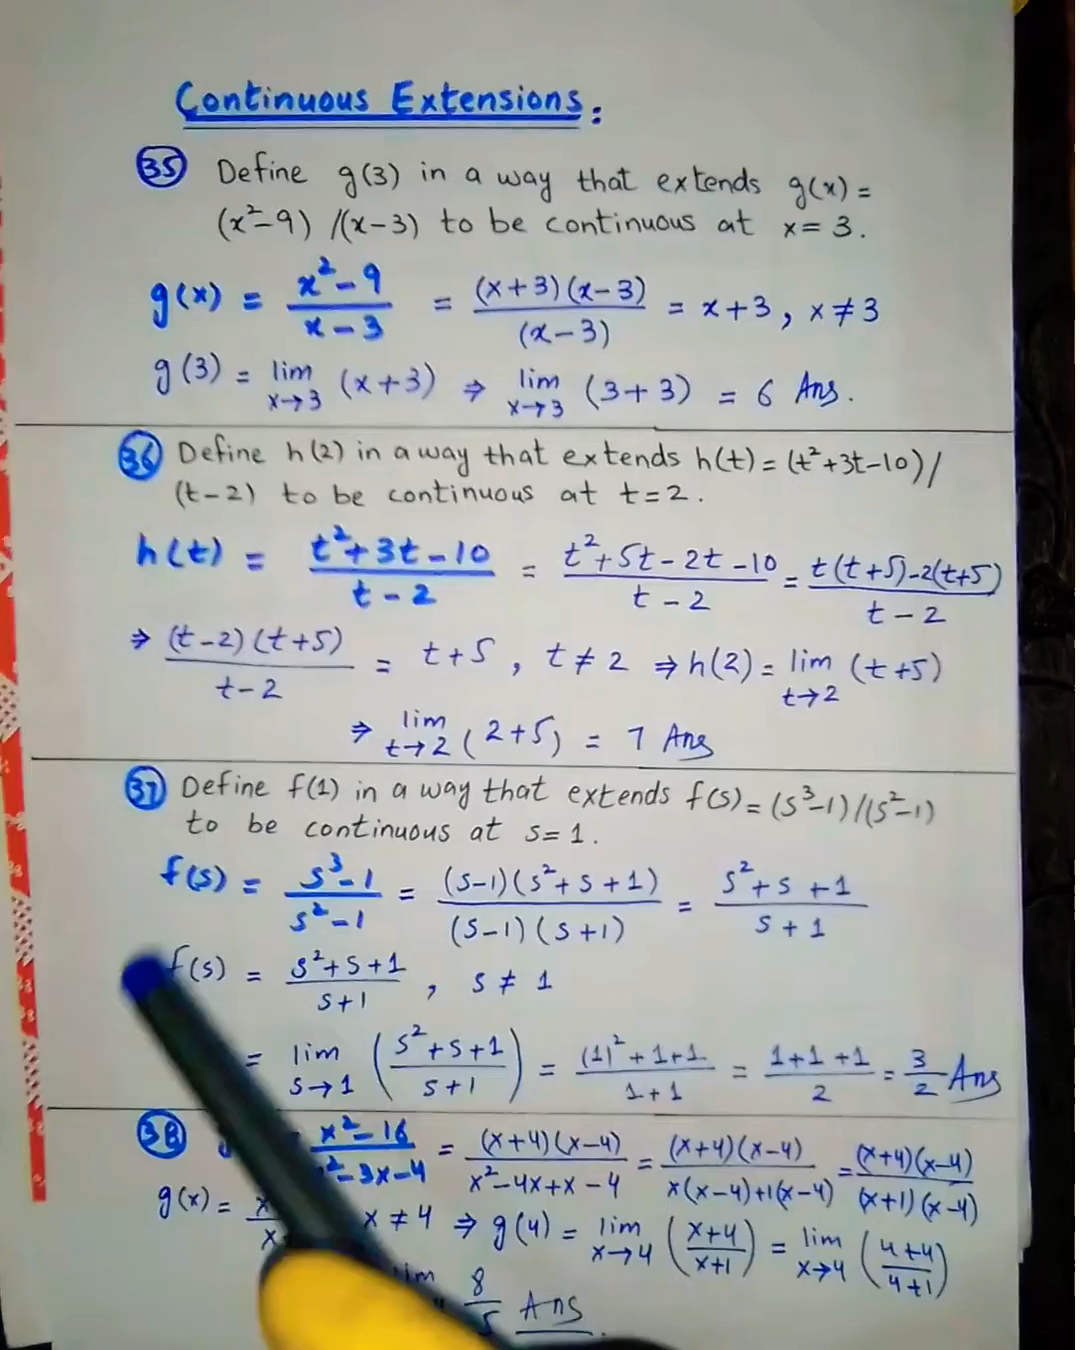 Continuous Extensions.
35 Define g(3) in a way that extends g(x) =
(x²-9) /(x-3) to be continuous at x = 3.
g(x) = x²-9 / x-3 = (x+3)(x-3) / (x-3) = x+3, x≠3
g(3) = lim x→3 (x+3) ⇒ lim x→3 (3+3) = 6 Ans.
36 Define h(2) in a way that extends h(t) = (t²+3t-10)/
(t-2) to be continuous at t=2.
h(t) = t²+3t-10 / t-2 = t²+5t-2t-10 / t-2 = t(t+5)-2(t+5) / t-2
⇒ (t-2)(t+5) / t-2 = t+5, t≠2 ⇒ h(2) = lim t→2 (t+5)
⇒ lim t→2 (2+5) = 7 Ans
37 Define f(1) in a way that extends f(s) = (s³-1)/(s²-1)
to be continuous at s=1.
f(s) = s³-1 / s²-1 = (s-1)(s²+s+1) / (s-1)(s+1) = s²+s+1 / s+1
f(s) = s²+s+1 / s+1, s≠1
= lim s→1 (s²+s+1 / s+1) = (1)²+1+1 / 1+1 = 1+1+1 / 2 = 3/2 Ans
38 x²-16 / ²-3x-4 = (x+4)(x-4) / x²-4x+x-4 = (x+4)(x-4) / x(x-4)+1(x-4) = (x+4)(x-4) / (x+1)(x-4)
g(x) = x / x x≠4 ⇒ g(4) = lim x→4 (x+4 / x+1) = lim x→4 (4+4 / 4+1)
8/5 Ans.